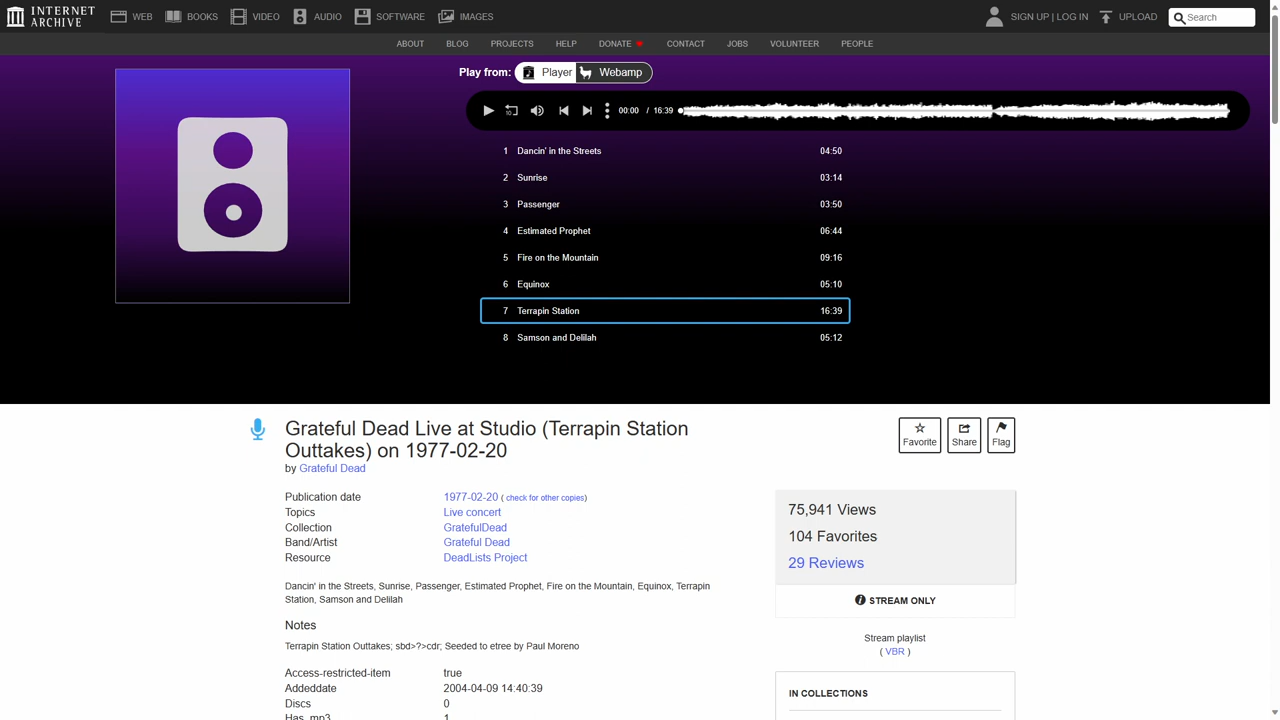 INTERNET ARCHIVE
WEB
BOOKS
VIDEO
AUDIO
SOFTWARE
IMAGES
SIGN UP | LOG IN
UPLOAD
Search
ABOUT
BLOG
PROJECTS
HELP
DONATE
CONTACT
JOBS
VOLUNTEER
PEOPLE
Play from:
Player
Webamp
10
00:00 / 16:39
1 Dancin' in the Streets 04:50
2 Sunrise 03:14
3 Passenger 03:50
4 Estimated Prophet 06:44
5 Fire on the Mountain 09:16
6 Equinox 05:10
7 Terrapin Station 16:39
8 Samson and Delilah 05:12
Grateful Dead Live at Studio (Terrapin Station
Outtakes) on 1977-02-20
by Grateful Dead
Favorite
Share
Flag
Publication date 1977-02-20 ( check for other copies)
Topics Live concert
Collection GratefulDead
Band/Artist Grateful Dead
Resource DeadLists Project
Dancin' in the Streets, Sunrise, Passenger, Estimated Prophet, Fire on the Mountain, Equinox, Terrapin
Station, Samson and Delilah
Notes
Terrapin Station Outtakes; sbd>?>cdr; Seeded to etree by Paul Moreno
Access-restricted-item true
Addeddate 2004-04-09 14:40:39
Discs 0
Has_mp3 1
75,941 Views
104 Favorites
29 Reviews
STREAM ONLY
Stream playlist
( VBR )
IN COLLECTIONS